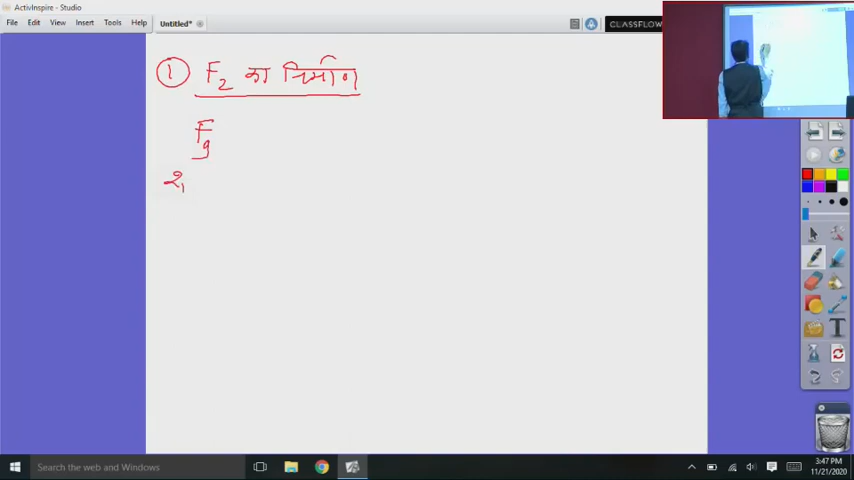 ActivInspire - Studio
File Edit View Insert Tools Help Untitled* CLASSFLOW
① F₂ का निर्माण
F₉
2,
Search the web and Windows
3:47 PM
11/21/2020